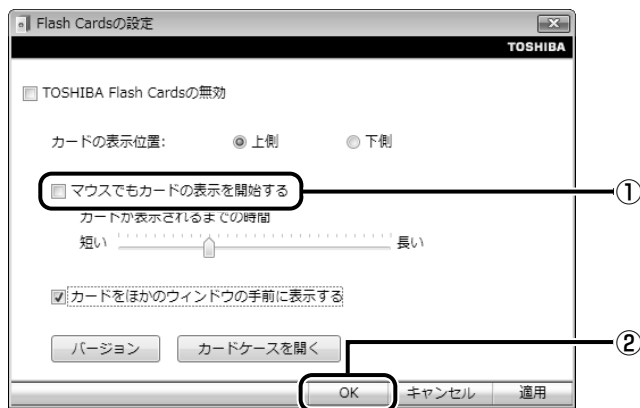 Flash Cardsの設定
TOSHIBA
TOSHIBA Flash Cardsの無効
カードの表示位置: 上側 下側
マウスでもカードの表示を開始する
①
カードが表示されるまでの時間
短い 長い
カードをほかのウィンドウの手前に表示する
バージョン カードケースを開く
②
OK キャンセル 適用